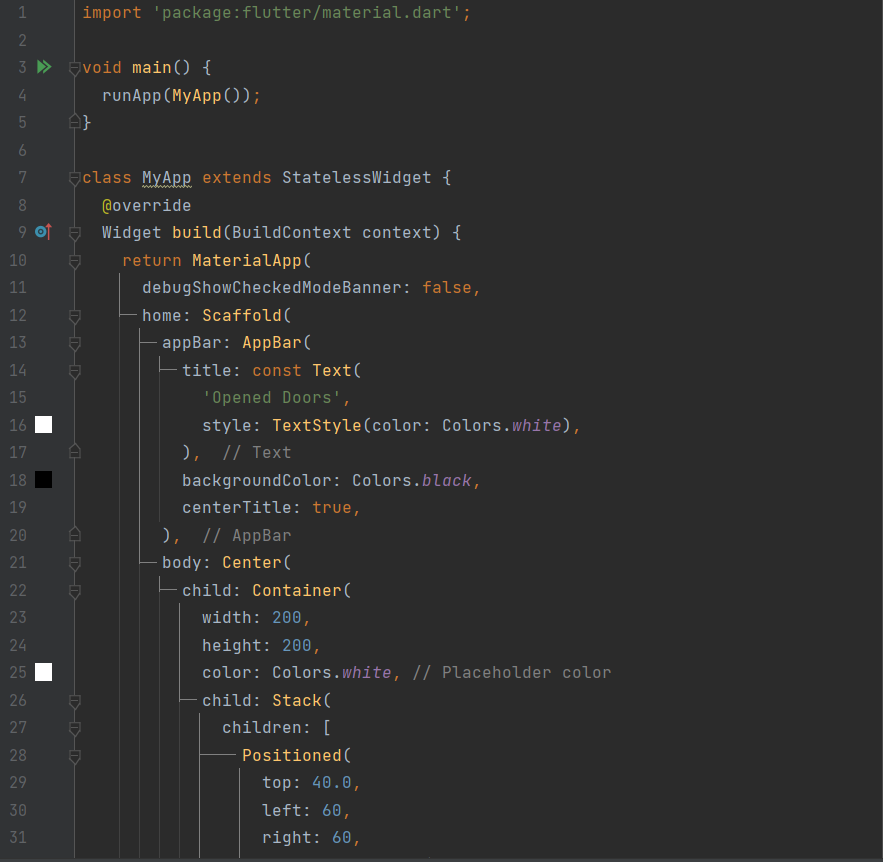 1 import 'package:flutter/material.dart';
2
3 void main() {
4 runApp(MyApp());
5 }
6
7 class MyApp extends StatelessWidget {
8 @override
9 Widget build(BuildContext context) {
10 return MaterialApp(
11 debugShowCheckedModeBanner: false,
12 home: Scaffold(
13 appBar: AppBar(
14 title: const Text(
15 'Opened Doors',
16 style: TextStyle(color: Colors.white),
17 ), // Text
18 backgroundColor: Colors.black,
19 centerTitle: true,
20 ), // AppBar
21 body: Center(
22 child: Container(
23 width: 200,
24 height: 200,
25 color: Colors.white, // Placeholder color
26 child: Stack(
27 children: [
28 Positioned(
29 top: 40.0,
30 left: 60,
31 right: 60,